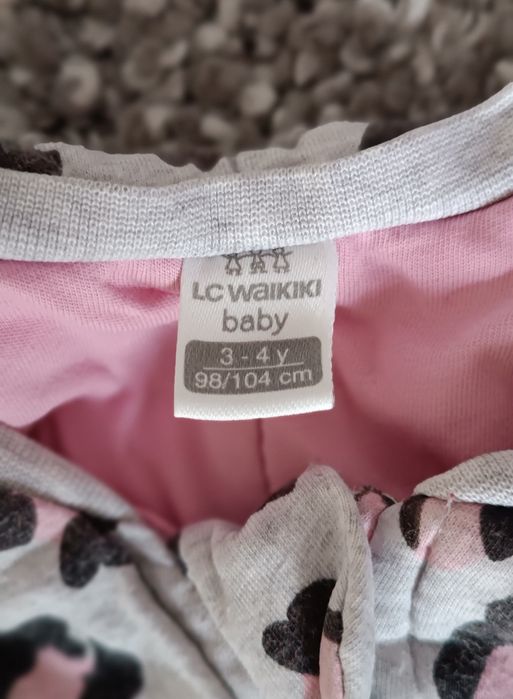 LC WAIKIKI
baby
3 - 4 y
98/104 cm